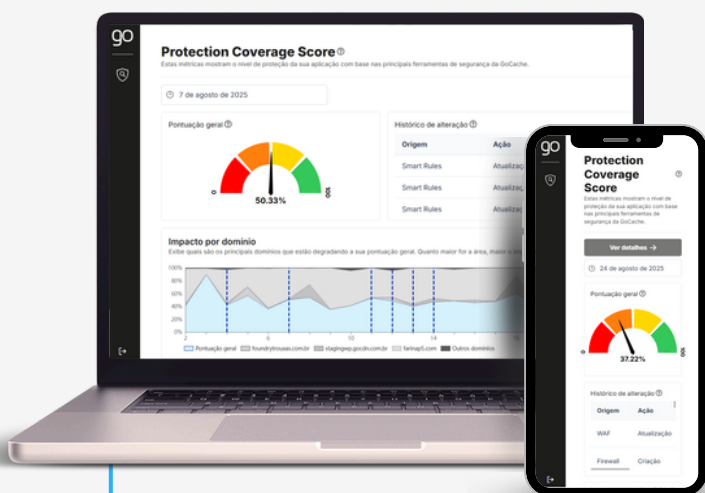 go
Protection Coverage Score
Estas métricas mostram o nível de proteção da sua aplicação com base nas principais ferramentas de segurança da GoCache.
7 de agosto de 2025
Pontuação geral
Histórico de alteração
Origem Ação
0 100
50.33%
Smart Rules Atualizaç
Smart Rules Atualizaç
Smart Rules Atualizaç
Impacto por domínio
Exibe quais são os principais domínios que estão degradando a sua pontuação geral. Quanto maior for a área, maior o
100%
80%
60%
40%
20%
0%
2 6 10 14 18
Pontuação geral foundrytrouxas.com.br stagingwp.gocdn.com.br farinap5.com Outros domínios
go
Protection
Coverage
Score
Estas métricas mostram o nível de
proteção da sua aplicação com base
nas principais ferramentas de
segurança da GoCache.
Ver detalhes →
24 de agosto de 2025
Pontuação geral
0 100
37.22%
Histórico de alteração
Origem Ação
WAF Atualização
Firewall Criação